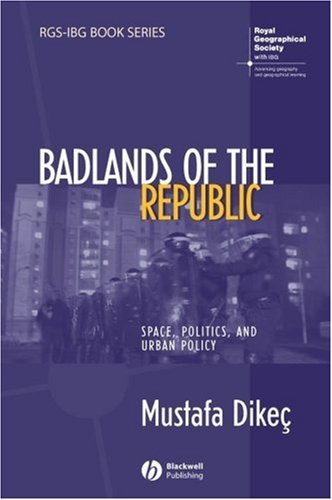 RGS-IBG BOOK SERIES
Royal
Geographical
Society
with IBG
Advancing geography
and geographical learning
BADLANDS OF THE
REPUBLIC
SPACE, POLITICS, AND
URBAN POLICY
Mustafa Dikeç
Blackwell
Publishing